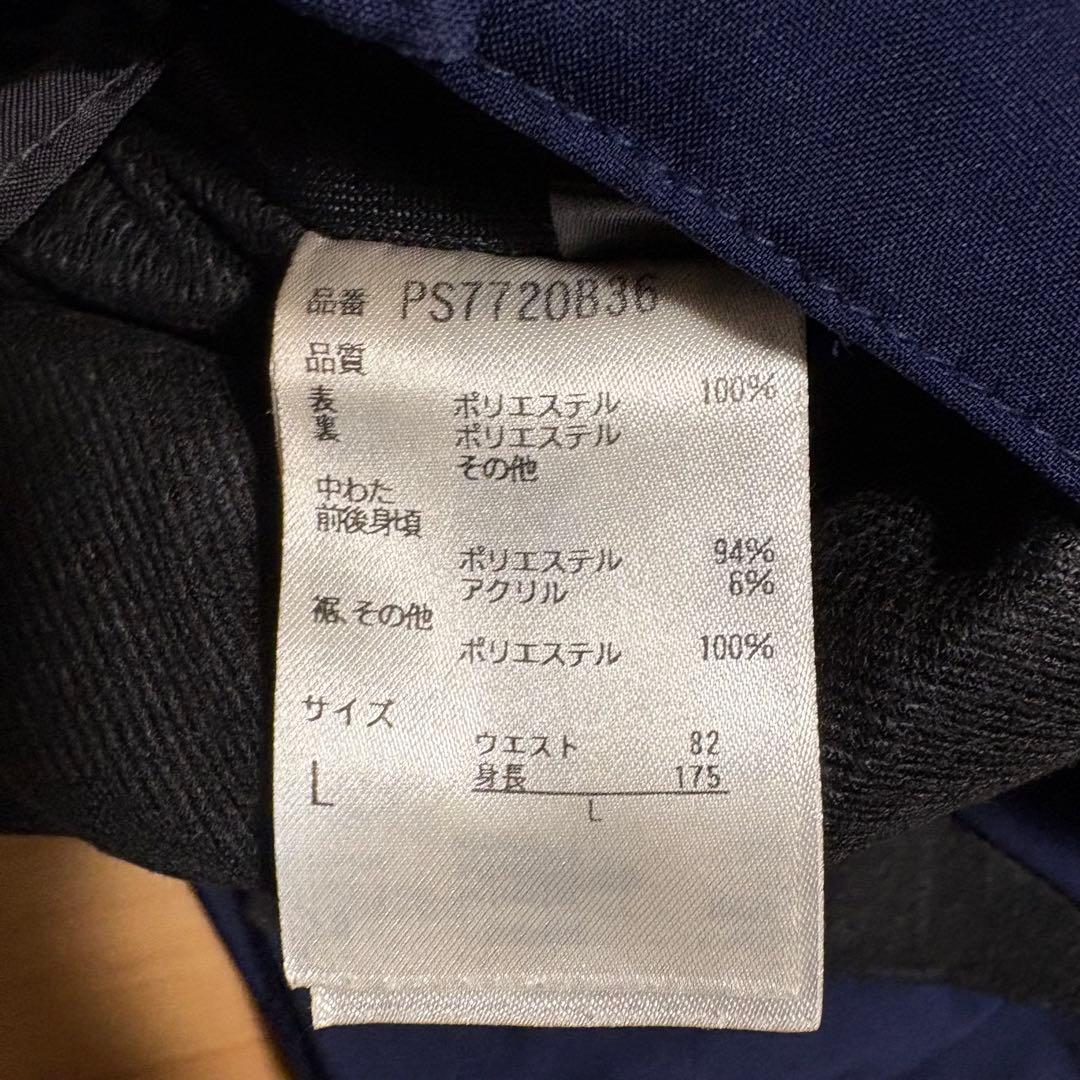 品番 PS7720B36
品質
表 ポリエステル 100%
裏 ポリエステル
その他
中わた
前後身頃
ポリエステル 94%
アクリル 6%
裾、その他
ポリエステル 100%
サイズ
L
ウエスト 82
身長 175
L